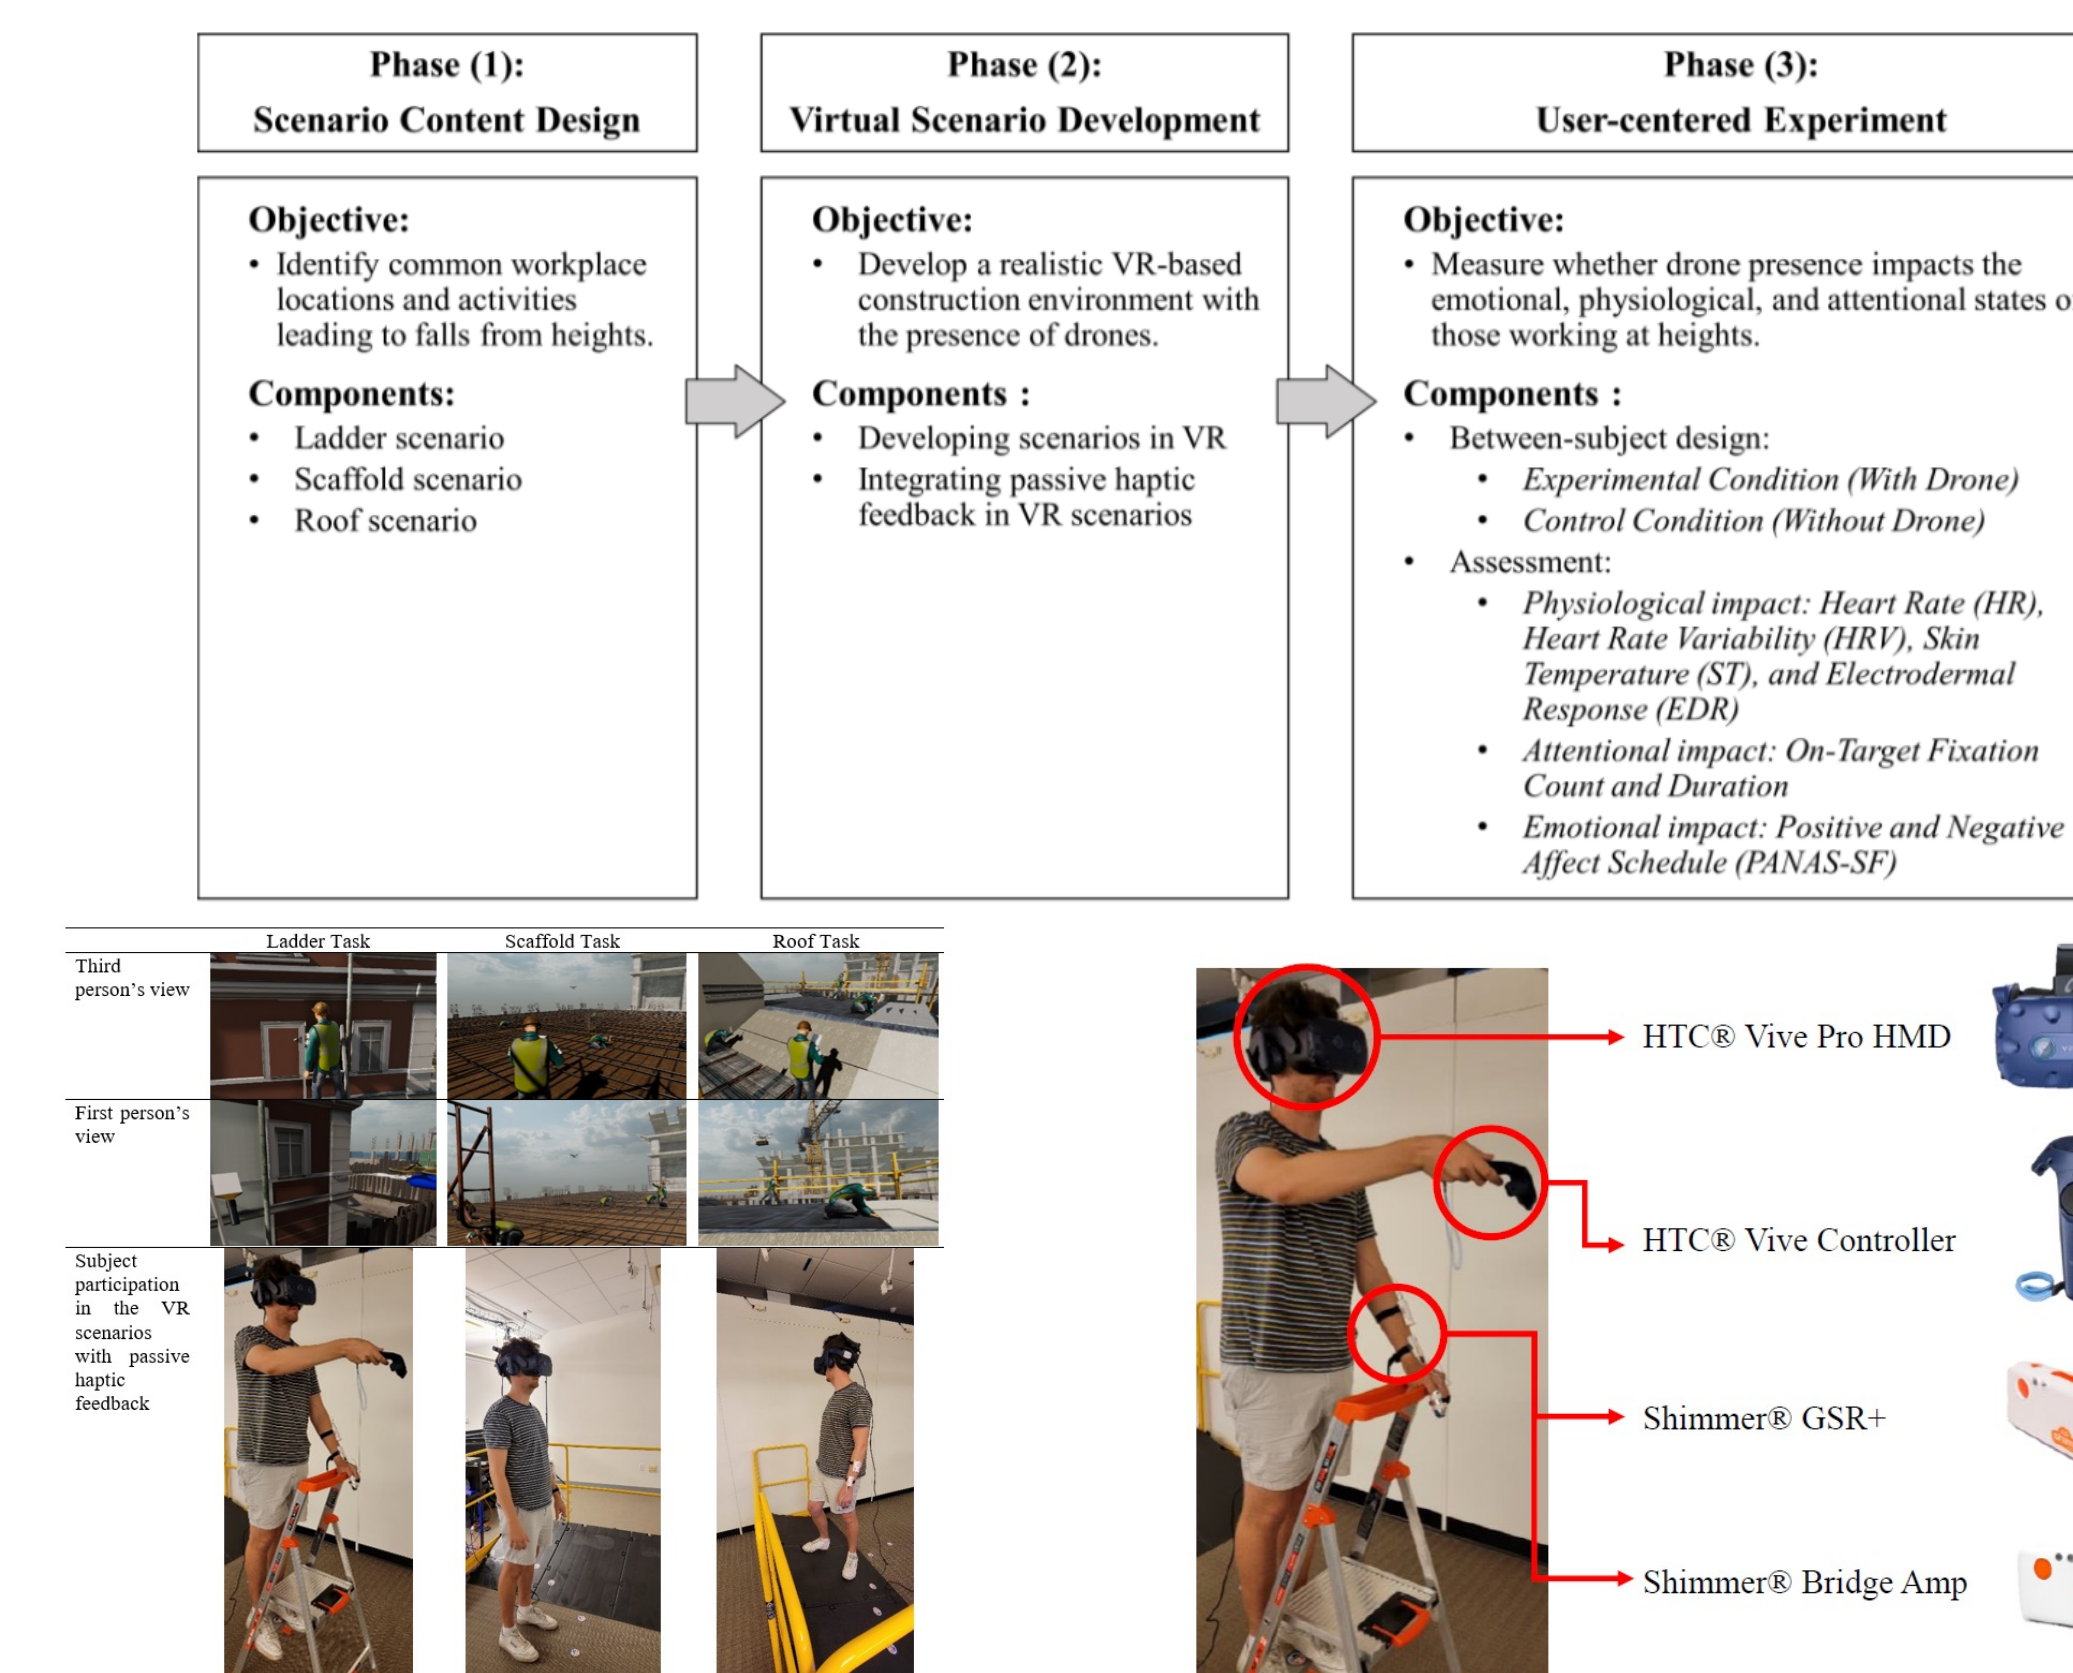 Phase (1):
Scenario Content Design
Objective:
• Identify common workplace
locations and activities
leading to falls from heights.
Components:
• Ladder scenario
• Scaffold scenario
• Roof scenario
Phase (2):
Virtual Scenario Development
Objective:
• Develop a realistic VR-based
construction environment with
the presence of drones.
Components :
• Developing scenarios in VR
• Integrating passive haptic
feedback in VR scenarios
Phase (3):
User-centered Experiment
Objective:
• Measure whether drone presence impacts the
emotional, physiological, and attentional states
those working at heights.
Components :
• Between-subject design:
• Experimental Condition (With Drone)
• Control Condition (Without Drone)
• Assessment:
• Physiological impact: Heart Rate (HR),
Heart Rate Variability (HRV), Skin
Temperature (ST), and Electrodermal
Response (EDR)
• Attentional impact: On-Target Fixation
Count and Duration
• Emotional impact: Positive and Negative
Affect Schedule (PANAS-SF)
Ladder Task Scaffold Task Roof Task
Third
person's view
First person's
view
Subject
participation
in the VR
scenarios
with passive
haptic
feedback
HTC® Vive Pro HMD
HTC® Vive Controller
Shimmer® GSR+
Shimmer® Bridge Amp